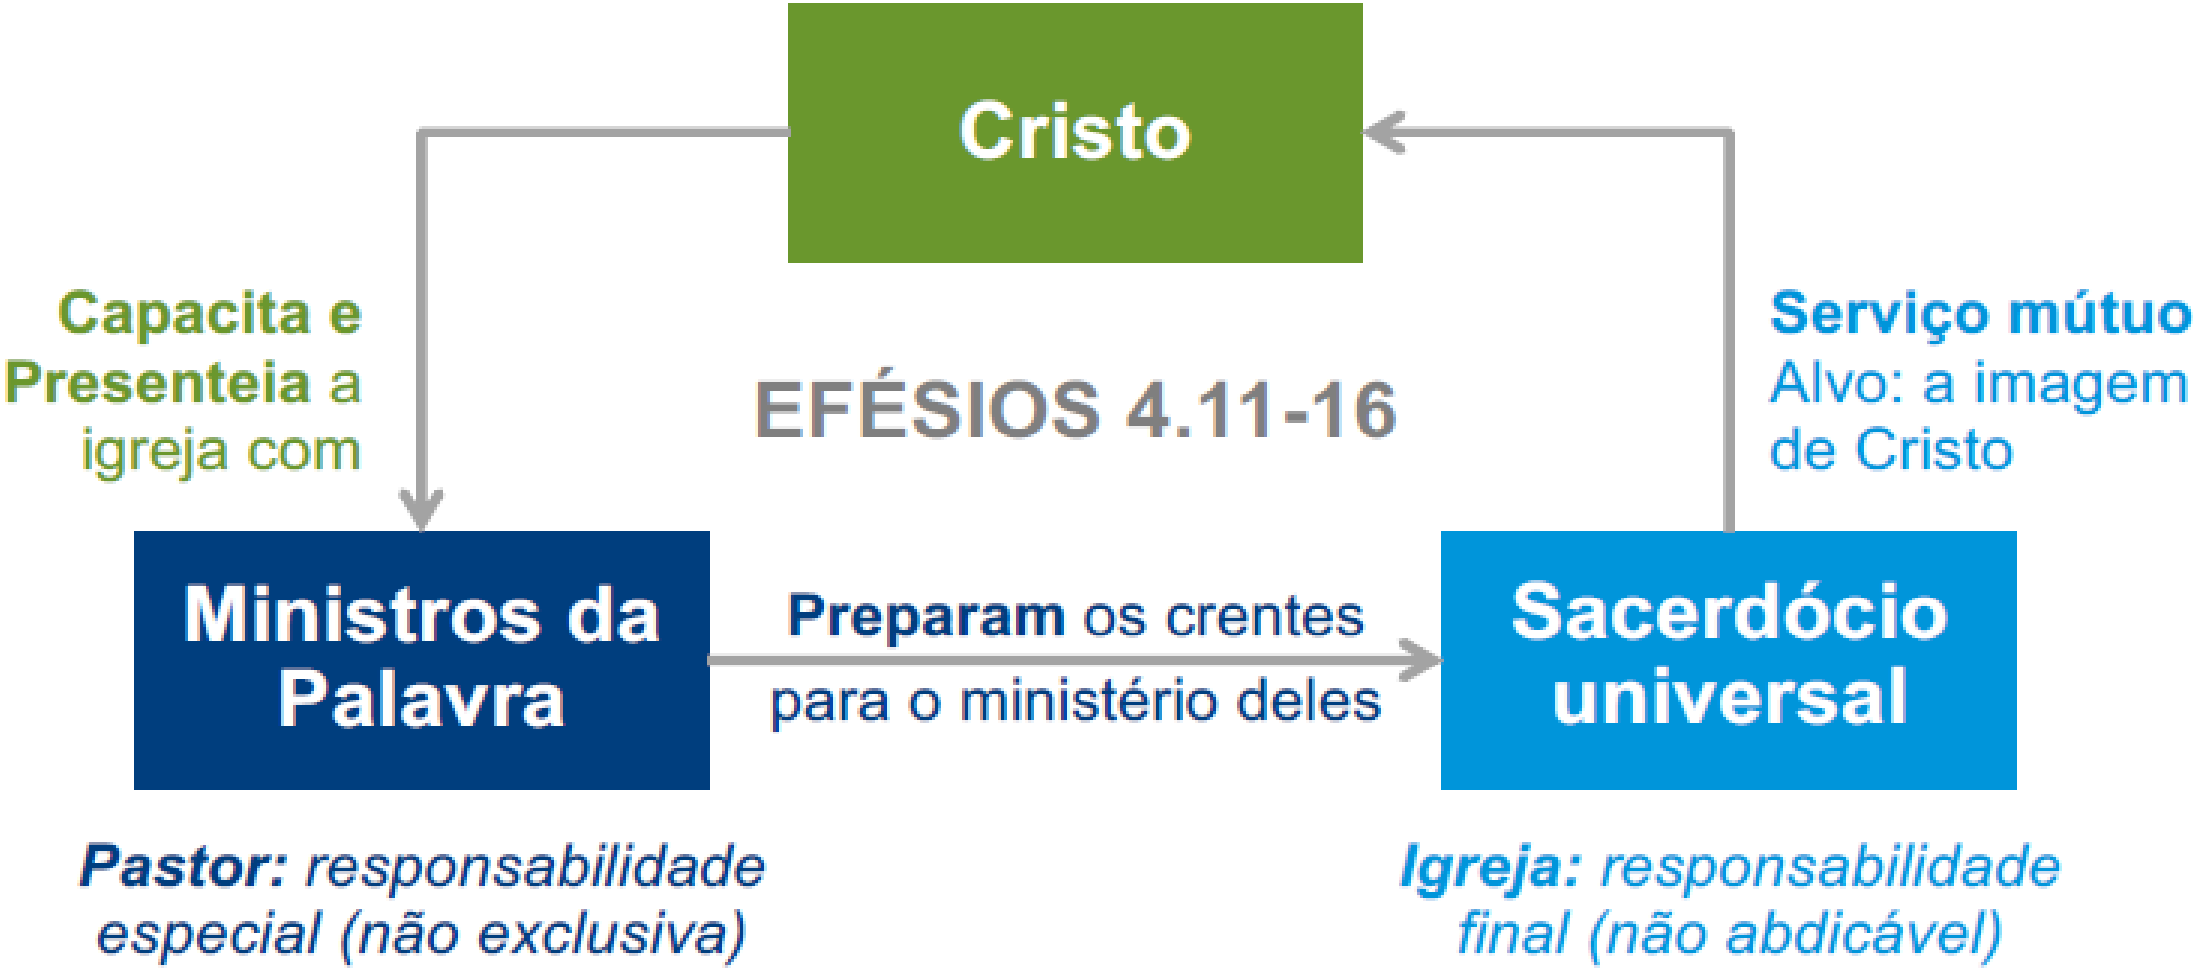 Cristo
Capacita e
Presenteia a
igreja com
EFÉSIOS 4.11-16
Serviço mútuo
Alvo: a imagem
de Cristo
Ministros da
Palavra
Preparam os crentes
para o ministério deles
Sacerdócio
universal
Pastor: responsabilidade
especial (não exclusiva)
Igreja: responsabilidade
final (não abdicável)